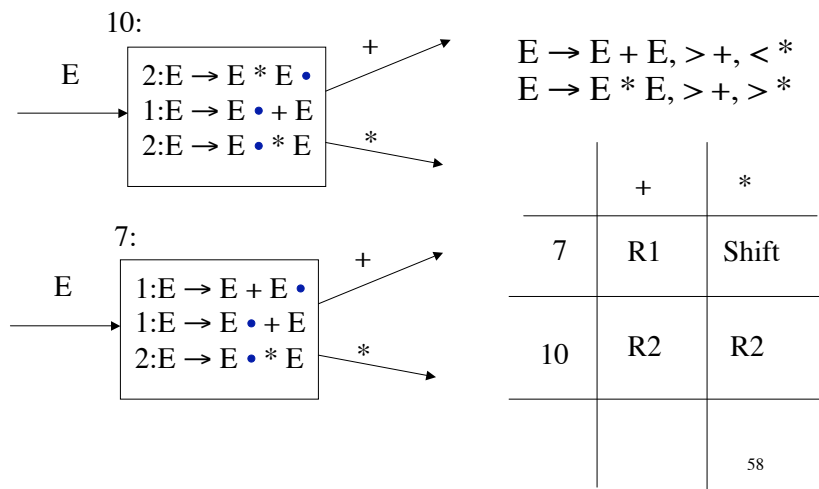 10:
E
2:E → E * E •
1:E → E • + E
2:E → E • * E
+
*
E → E + E, > +, < *
E → E * E, > +, > *
7:
E
1:E → E + E •
1:E → E • + E
2:E → E • * E
+
*
+ *
7 R1 Shift
10 R2 R2
58